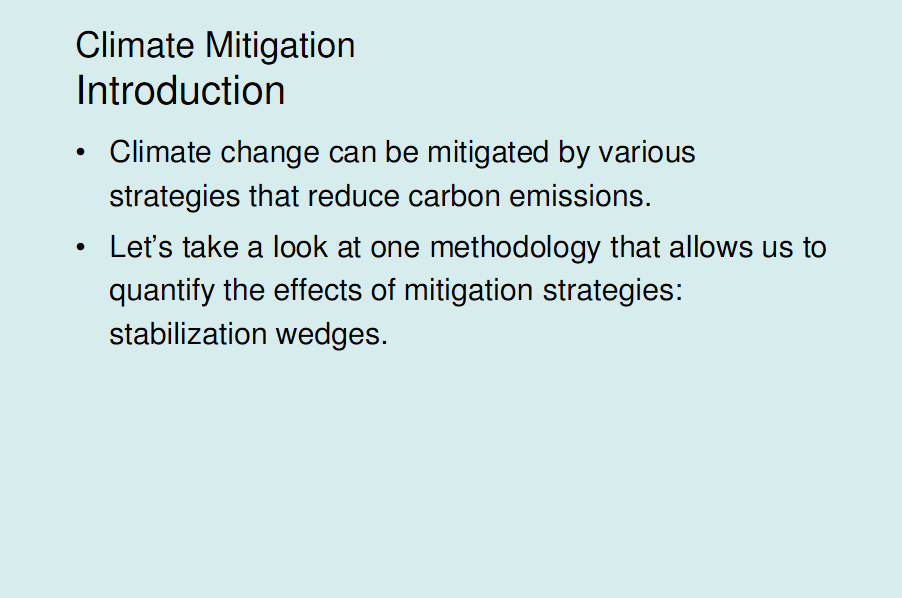 Climate Mitigation
Introduction
• Climate change can be mitigated by various
strategies that reduce carbon emissions.
• Let’s take a look at one methodology that allows us to
quantify the effects of mitigation strategies:
stabilization wedges.